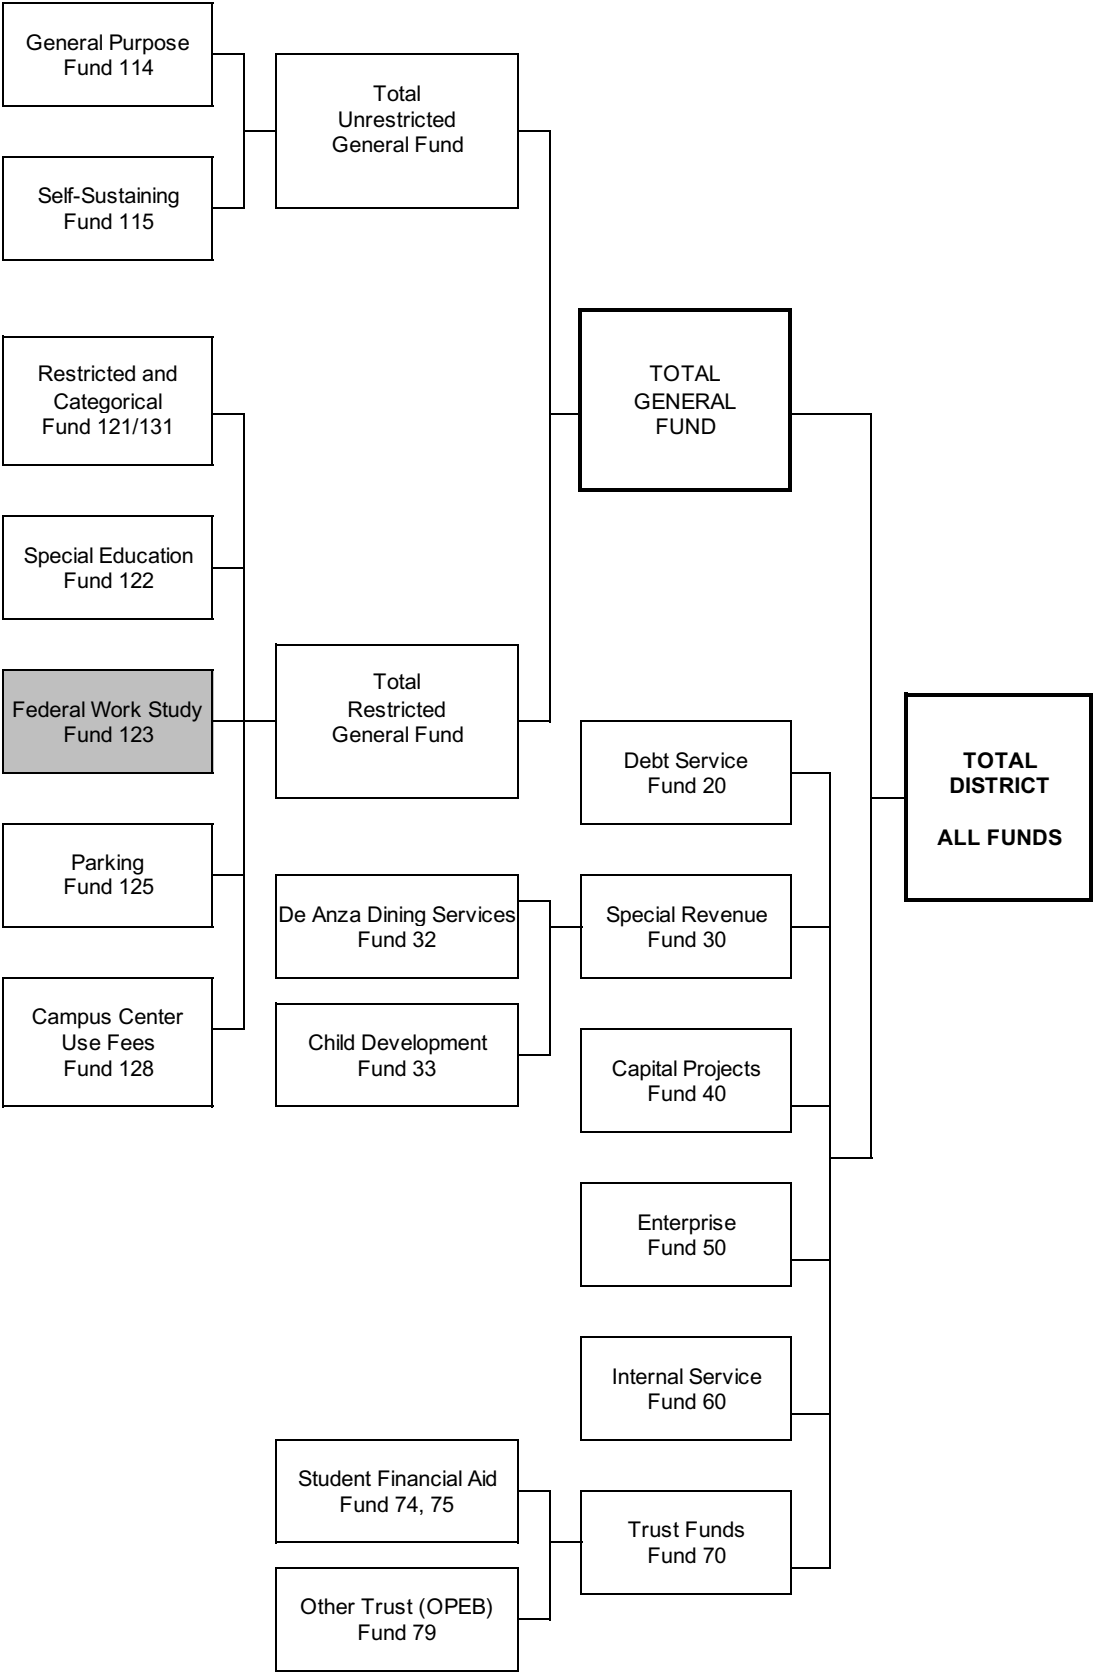 General Purpose
Fund 114
Total
Unrestricted
General Fund
Self-Sustaining
Fund 115
Restricted and
Categorical
Fund 121/131
TOTAL
GENERAL
FUND
Special Education
Fund 122
Federal Work Study
Fund 123
Total
Restricted
General Fund
Debt Service
Fund 20
TOTAL
DISTRICT
ALL FUNDS
Parking
Fund 125
De Anza Dining Services
Fund 32
Special Revenue
Fund 30
Campus Center
Use Fees
Fund 128
Child Development
Fund 33
Capital Projects
Fund 40
Enterprise
Fund 50
Internal Service
Fund 60
Student Financial Aid
Fund 74, 75
Trust Funds
Fund 70
Other Trust (OPEB)
Fund 79